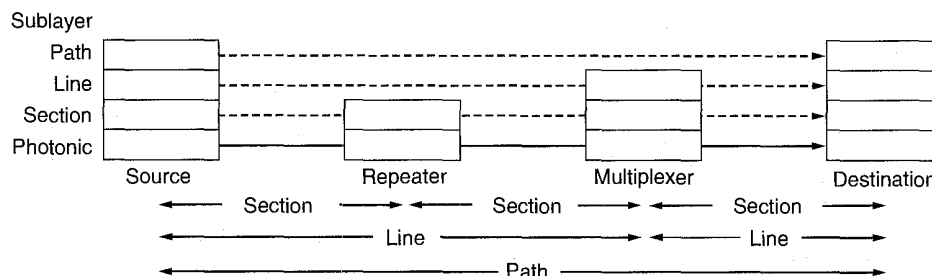 Sublayer
Path
Line
Section
Photonic
Source Repeater Multiplexer Destination
Section Section Section
Line Line
Path